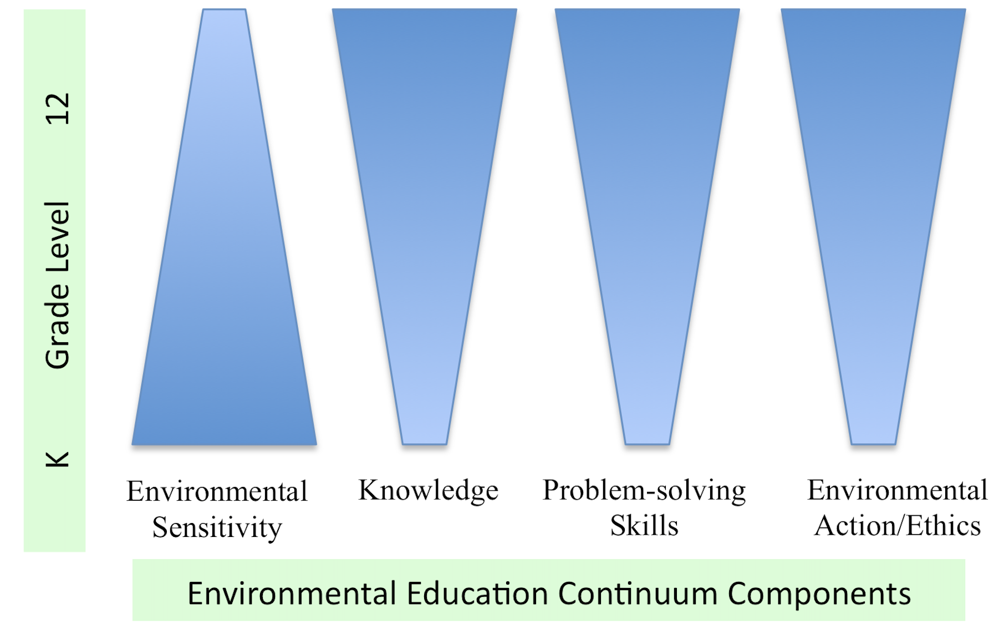 K Grade Level 12
Environmental
Sensitivity
Knowledge
Problem-solving
Skills
Environmental
Action/Ethics
Environmental Education Continuum Components